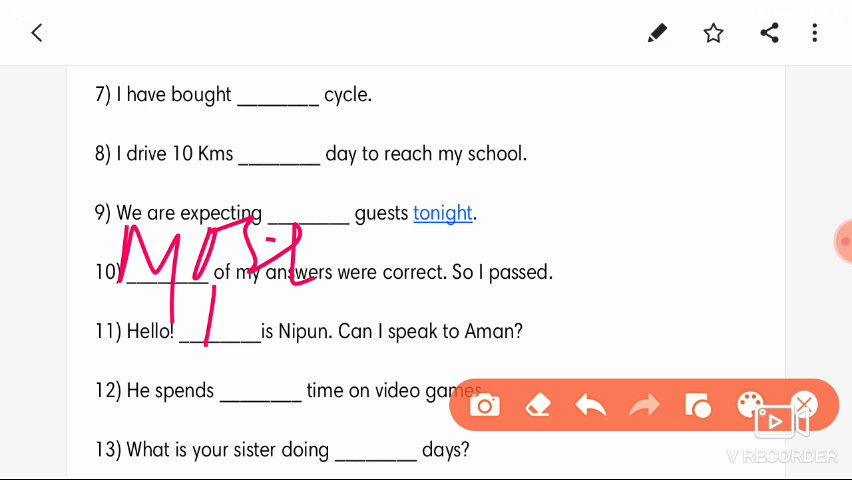 7) I have bought ________ cycle.
8) I drive 10 Kms ________ day to reach my school.
9) We are expecting ________ guests tonight.
10) ________ of my answers were correct. So I passed.
11) Hello! ________is Nipun. Can I speak to Aman?
12) He spends ________ time on video games
13) What is your sister doing ________ days?
V RECORDER